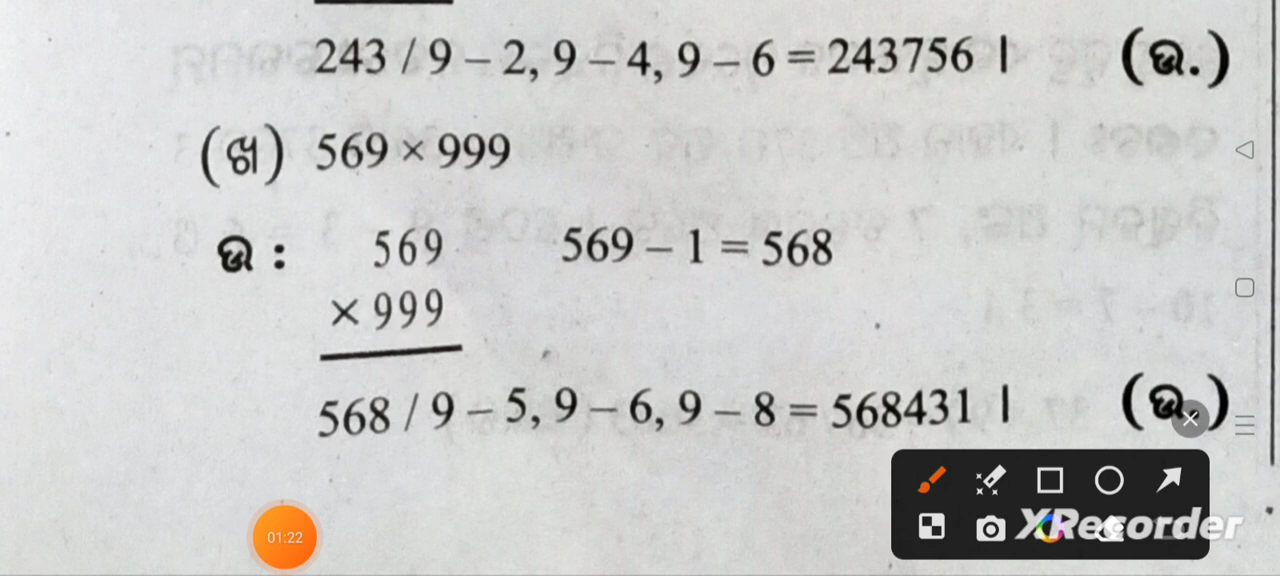 243 / 9 – 2, 9 – 4, 9 – 6 = 243756 । (ଉ.)
(ଖ) 569 × 999
ଉ : 569 569 – 1 = 568
× 999
568 / 9 – 5, 9 – 6, 9 – 8 = 568431 । (ଉ.)
01:22
XRecorder